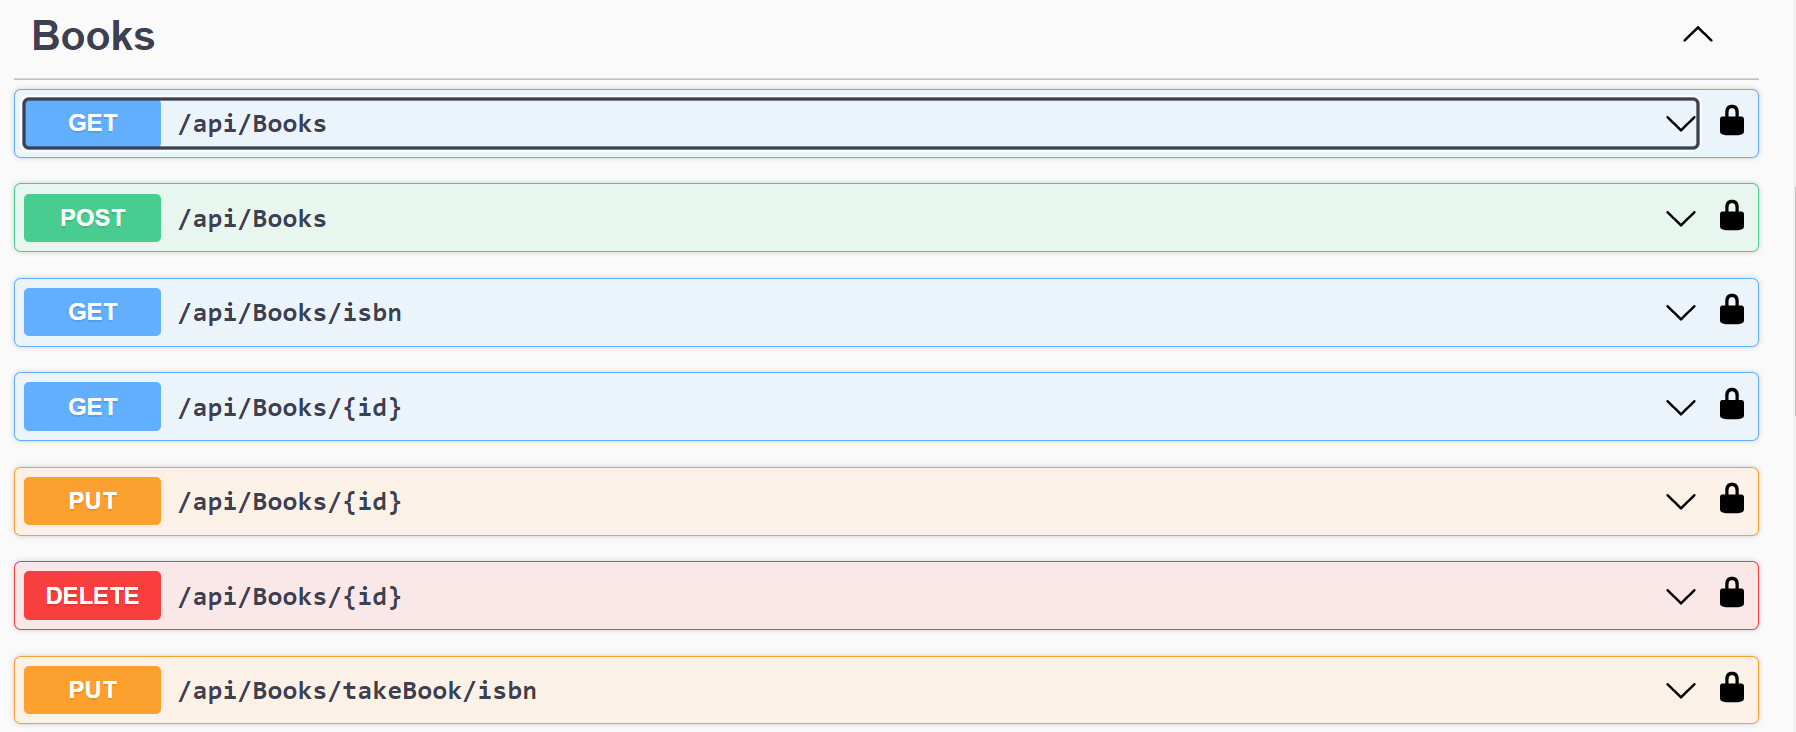 Books
GET /api/Books
POST /api/Books
GET /api/Books/isbn
GET /api/Books/{id}
PUT /api/Books/{id}
DELETE /api/Books/{id}
PUT /api/Books/takeBook/isbn